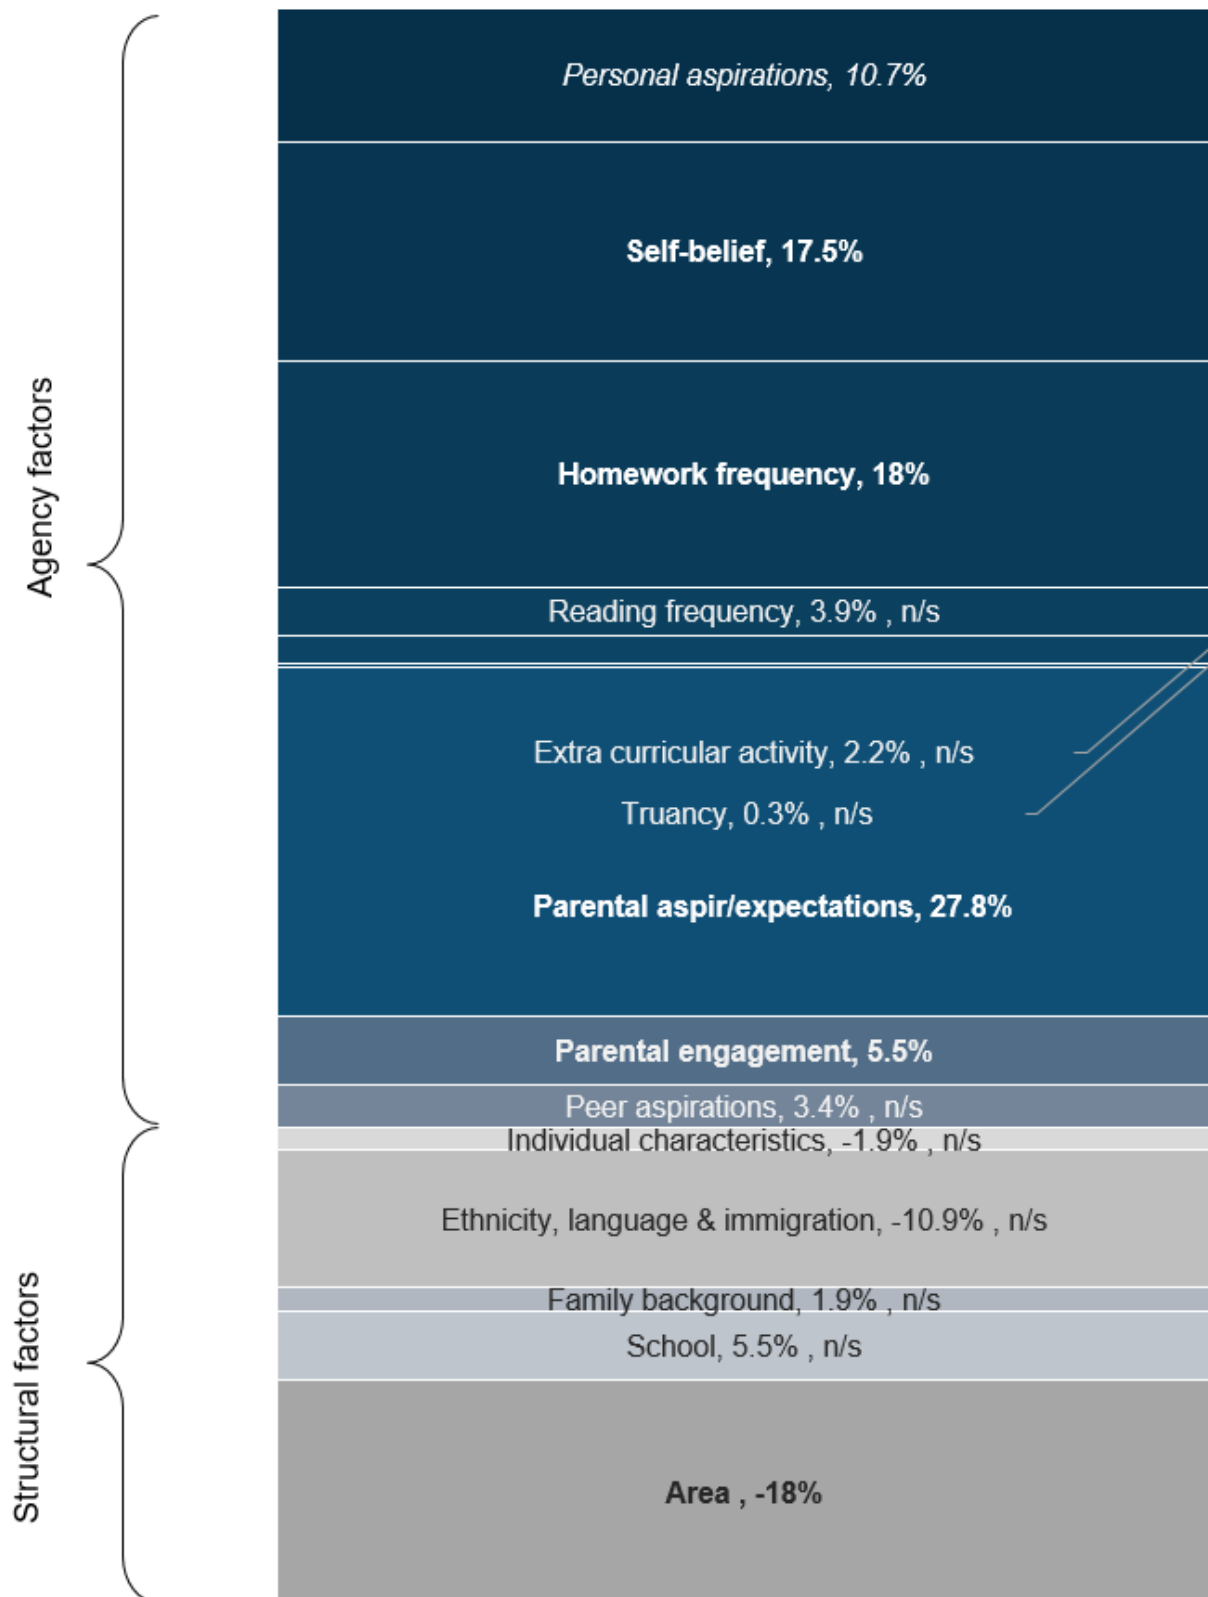 Agency factors
Personal aspirations, 10.7%
Self-belief, 17.5%
Homework frequency, 18%
Reading frequency, 3.9% , n/s
Extra curricular activity, 2.2% , n/s
Truancy, 0.3% , n/s
Parental aspir/expectations, 27.8%
Parental engagement, 5.5%
Peer aspirations, 3.4% , n/s
Structural factors
Individual characteristics, -1.9% , n/s
Ethnicity, language & immigration, -10.9% , n/s
Family background, 1.9% , n/s
School, 5.5% , n/s
Area , -18%